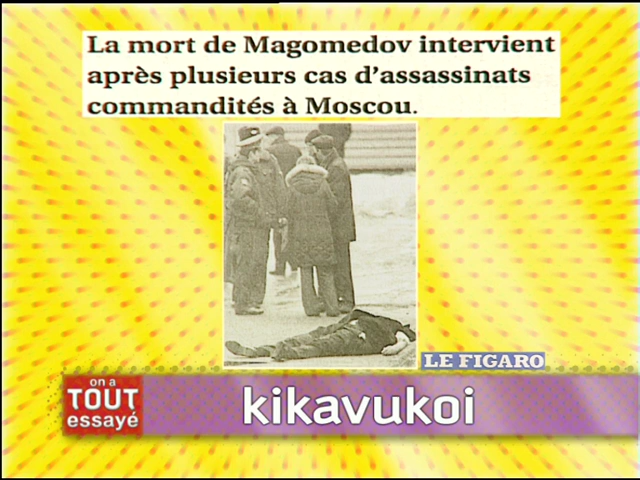 La mort de Magomedov intervient
après plusieurs cas d'assassinats
commandités à Moscou.
LE FIGARO
on a
TOUT
essayé
kikavukoi